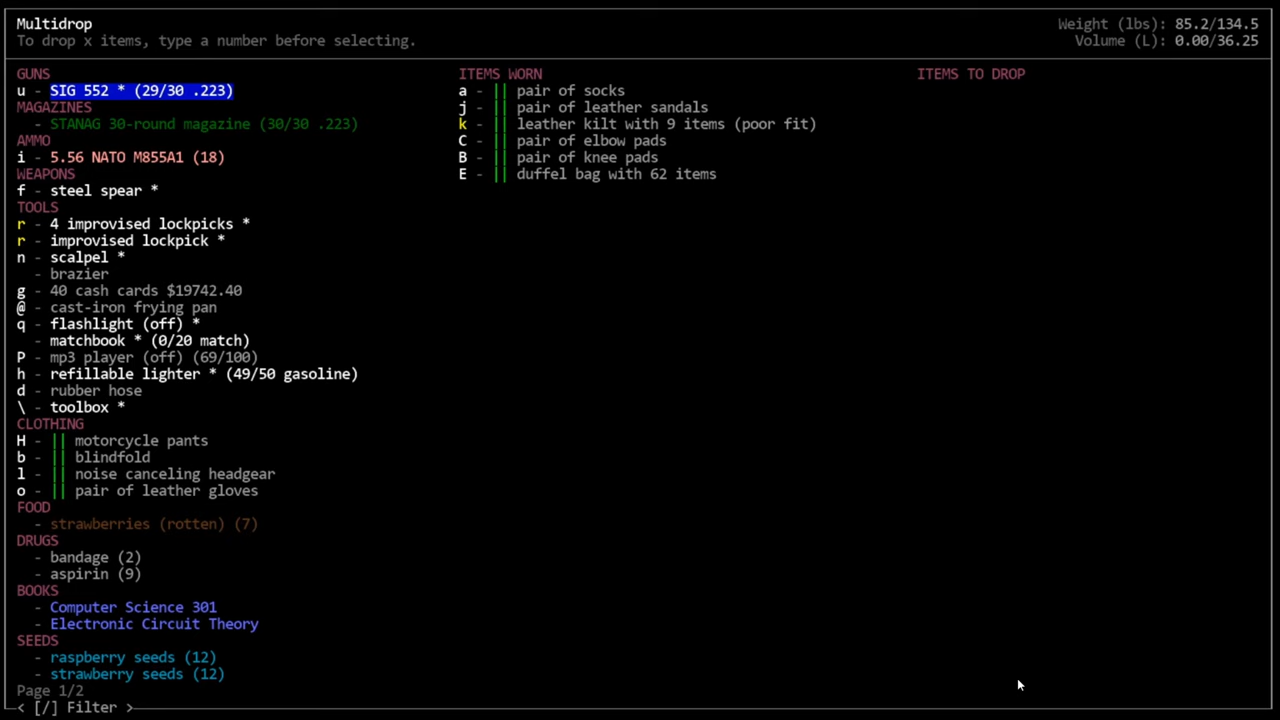 Multidrop
To drop x items, type a number before selecting.
Weight (lbs): 85.2/134.5
Volume (L): 0.00/36.25
GUNS
u - SIG 552 * (29/30 .223)
MAGAZINES
- STANAG 30-round magazine (30/30 .223)
AMMO
i - 5.56 NATO M855A1 (18)
WEAPONS
f - steel spear *
TOOLS
r - 4 improvised lockpicks *
r - improvised lockpick *
n - scalpel *
- brazier
g - 40 cash cards $19742.40
@ - cast-iron frying pan
q - flashlight (off) *
- matchbook * (0/20 match)
P - mp3 player (off) (69/100)
h - refillable lighter * (49/50 gasoline)
d - rubber hose
\ - toolbox *
CLOTHING
H - || motorcycle pants
b - || blindfold
l - || noise canceling headgear
o - || pair of leather gloves
FOOD
- strawberries (rotten) (7)
DRUGS
- bandage (2)
- aspirin (9)
BOOKS
- Computer Science 301
- Electronic Circuit Theory
SEEDS
- raspberry seeds (12)
- strawberry seeds (12)
Page 1/2
< [/] Filter >
ITEMS WORN
a - || pair of socks
j - || pair of leather sandals
k - || leather kilt with 9 items (poor fit)
C - || pair of elbow pads
B - || pair of knee pads
E - || duffel bag with 62 items
ITEMS TO DROP